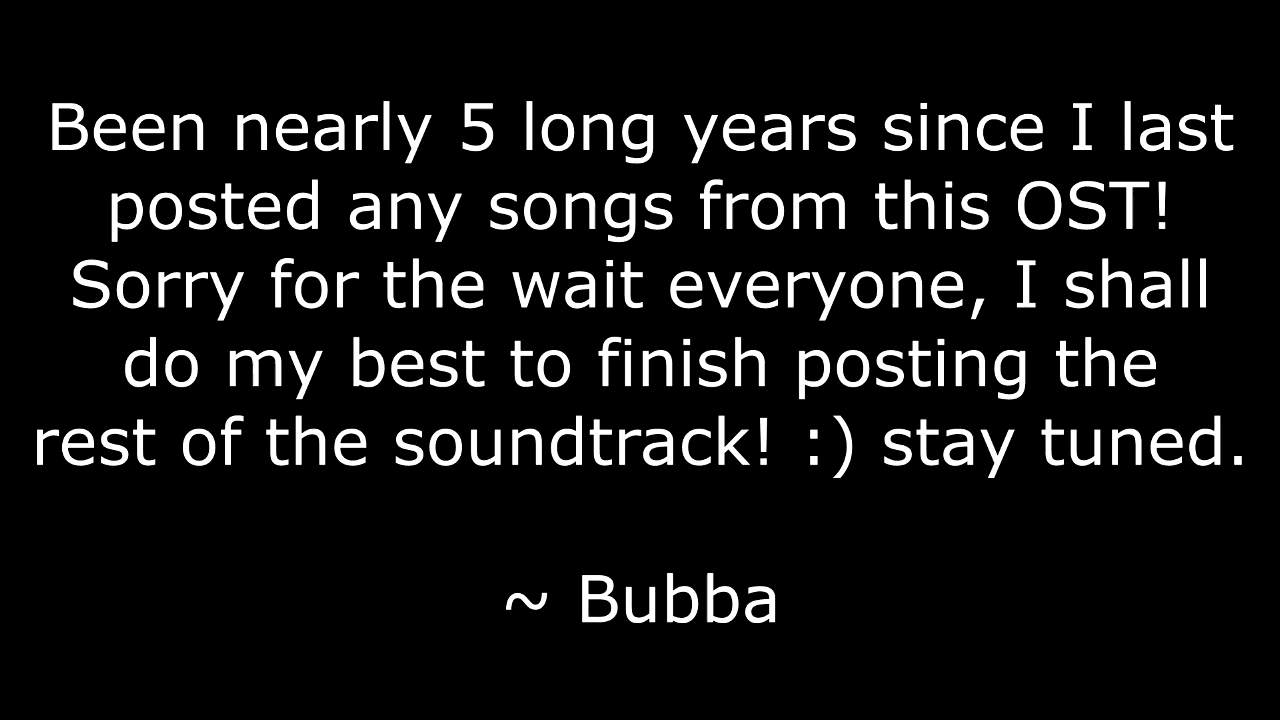 Been nearly 5 long years since I last
posted any songs from this OST!
Sorry for the wait everyone, I shall
do my best to finish posting the
rest of the soundtrack! :) stay tuned.
~ Bubba